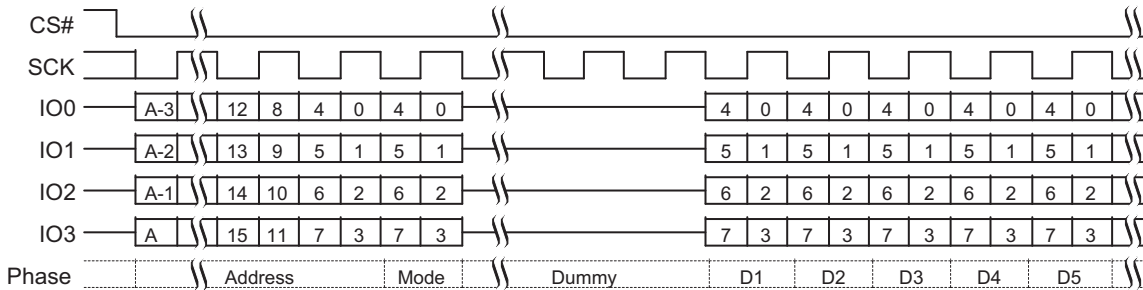 CS#
SCK
IO0 A-3 12 8 4 0 4 0 4 0 4 0 4 0 4 0 4 0
IO1 A-2 13 9 5 1 5 1 5 1 5 1 5 1 5 1 5 1
IO2 A-1 14 10 6 2 6 2 6 2 6 2 6 2 6 2 6 2
IO3 A 15 11 7 3 7 3 7 3 7 3 7 3 7 3 7 3
Phase Address Mode Dummy D1 D2 D3 D4 D5